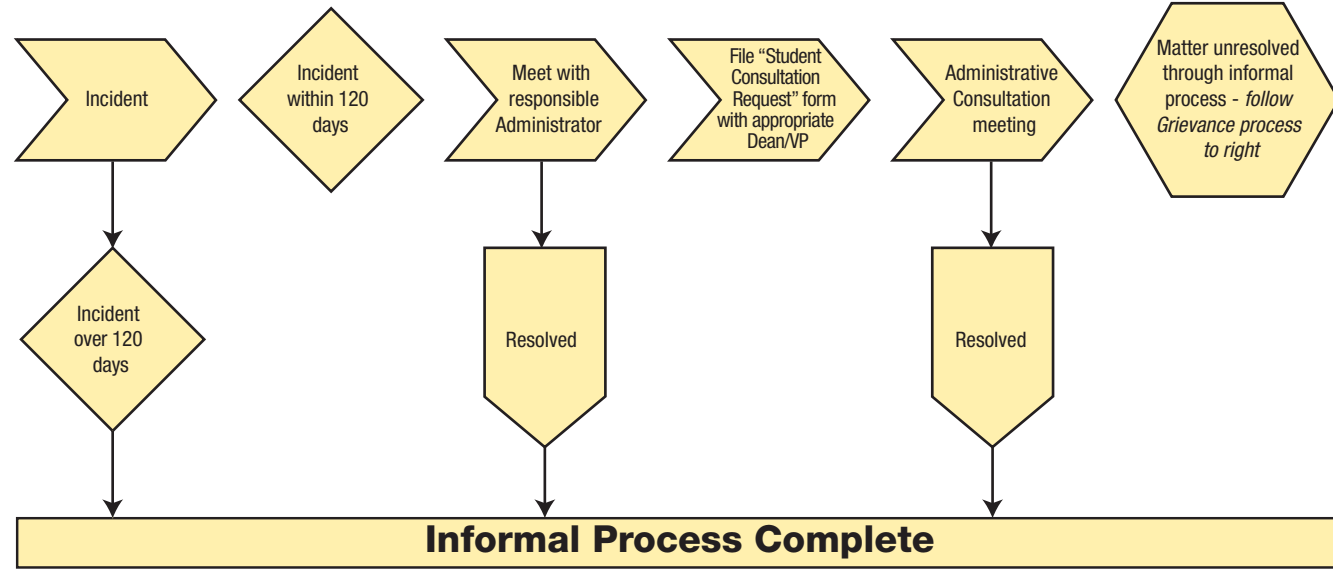 Incident
Incident
within 120
days
Meet with
responsible
Administrator
File “Student
Consultation
Request” form
with appropriate
Dean/VP
Administrative
Consultation
meeting
Matter unresolved
through informal
process - follow
Grievance process
to right
Incident
over 120
days
Resolved
Resolved
Informal Process Complete